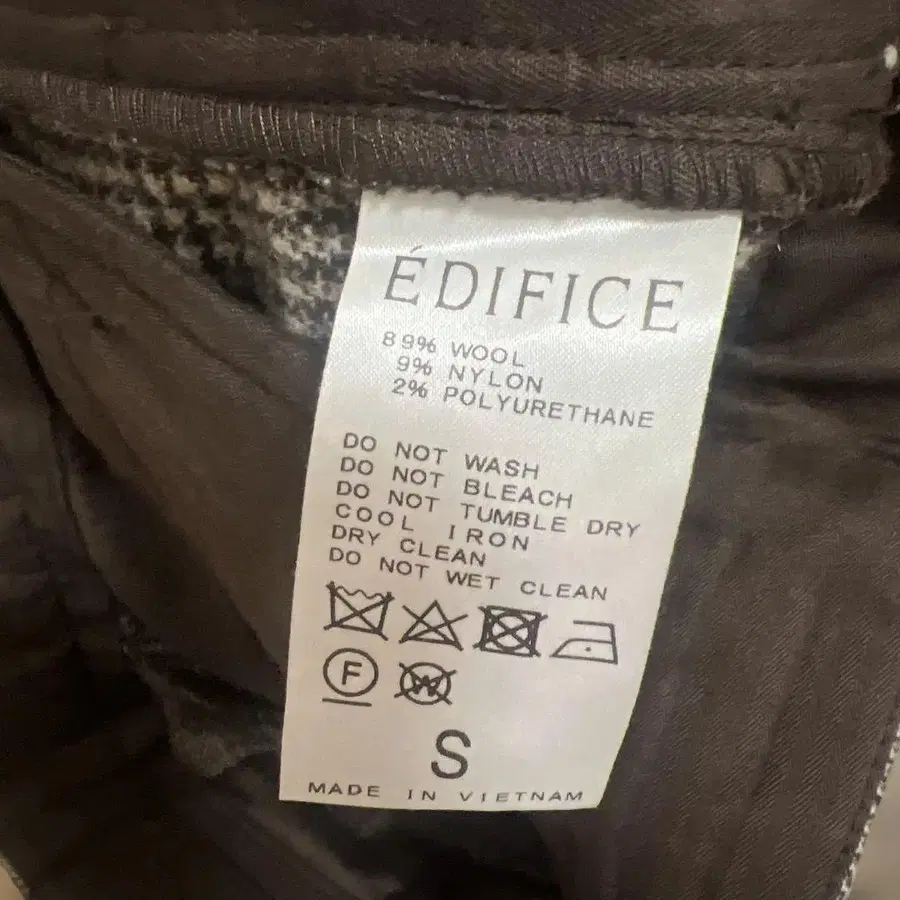 ÉDIFICE
89% WOOL
9% NYLON
2% POLYURETHANE
DO NOT WASH
DO NOT BLEACH
DO NOT TUMBLE DRY
COOL IRON
DRY CLEAN
DO NOT WET CLEAN
F W
S
MADE IN VIETNAM